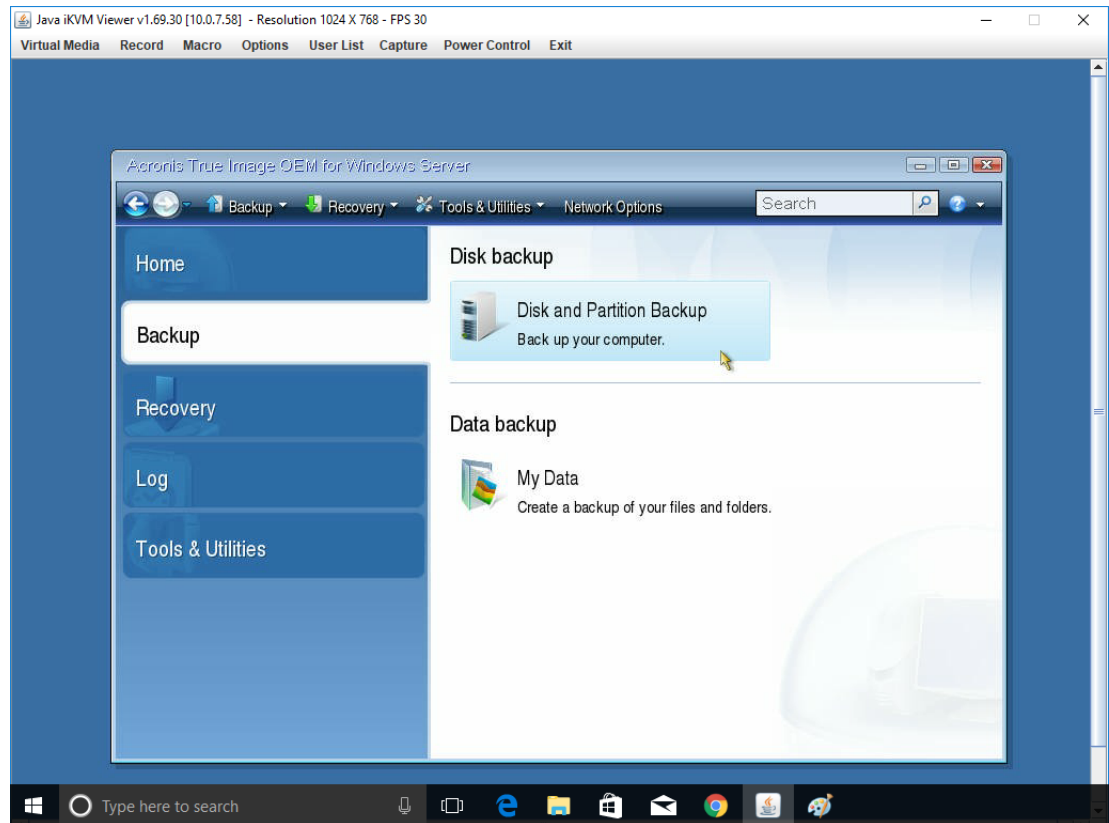 Java iKVM Viewer v1.69.30 [10.0.7.58] - Resolution 1024 X 768 - FPS 30
Virtual Media Record Macro Options User List Capture Power Control Exit
Acronis True Image OEM for Windows Server
Backup Recovery Tools & Utilities Network Options Search
Home
Backup
Recovery
Log
Tools & Utilities
Disk backup
Disk and Partition Backup
Back up your computer.
Data backup
My Data
Create a backup of your files and folders.
Type here to search